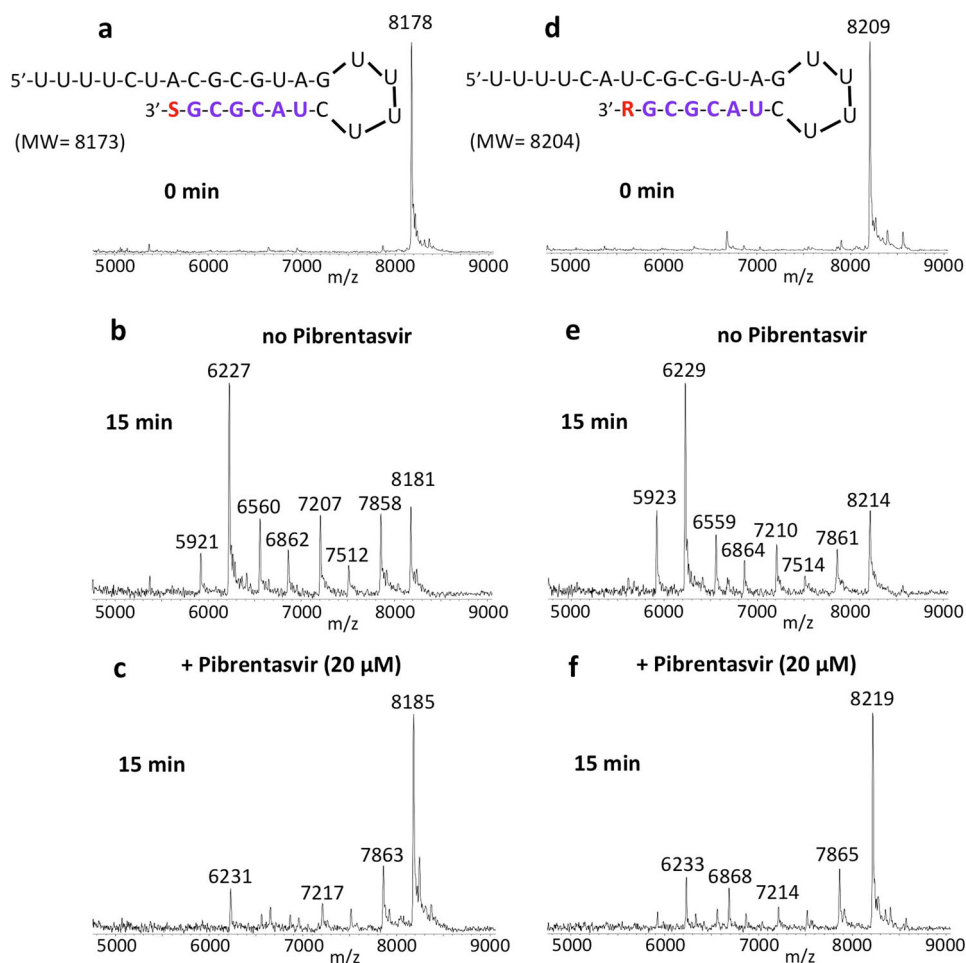 a
8178
U
5'-U-U-U-U-C-U-A-C-G-C-G-U-A-G
U
3'-S-G-C-G-C-A-U-C
U
U
(MW= 8173)
0 min
5000 6000 7000 8000 9000
m/z
d
8209
U
5'-U-U-U-U-C-A-U-C-G-C-G-U-A-G
U
3'-R-G-C-G-C-A-U-C
U
U
(MW= 8204)
0 min
5000 6000 7000 8000 9000
m/z
b
no Pibrentasvir
15 min
5921
6227
6560
6862
7207
7512
7858
8181
5000 6000 7000 8000 9000
m/z
e
no Pibrentasvir
15 min
5923
6229
6559
6864
7210
7514
7861
8214
5000 6000 7000 8000 9000
m/z
c
+ Pibrentasvir (20 µM)
15 min
6231
7217
7863
8185
5000 6000 7000 8000 9000
m/z
f
+ Pibrentasvir (20 µM)
15 min
6233
6868
7214
7865
8219
5000 6000 7000 8000 9000
m/z